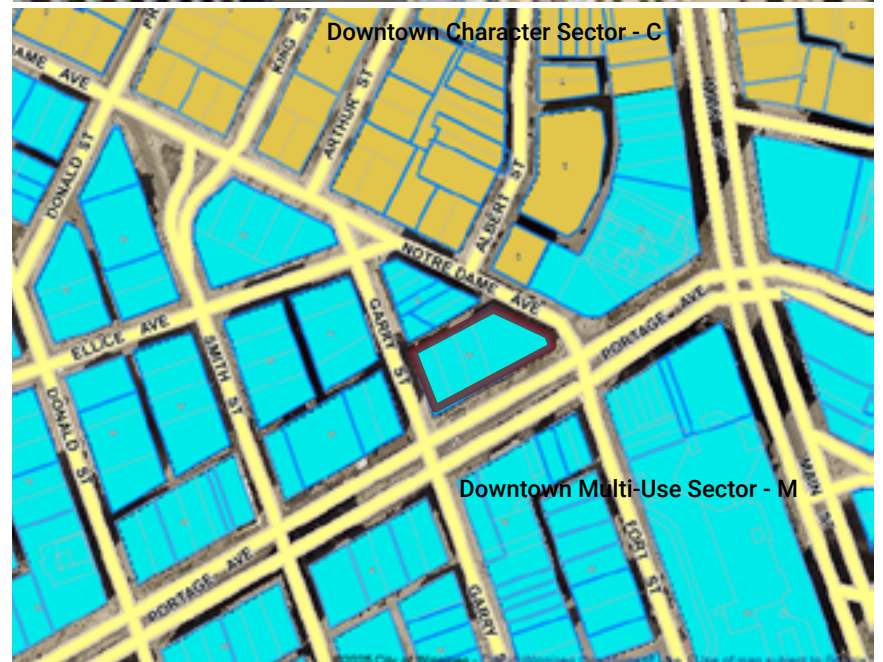 Downtown Character Sector - C
KING ST
AME AVE
ARTHUR ST
DONALD ST
ALBERT ST
NOTRE DAME AVE
GARRY ST
PORTAGE AVE
ELLICE AVE
SMITH ST
DONALD ST
Downtown Multi-Use Sector - M
MAIN ST
FORT ST
PORTAGE AVE
GARRY